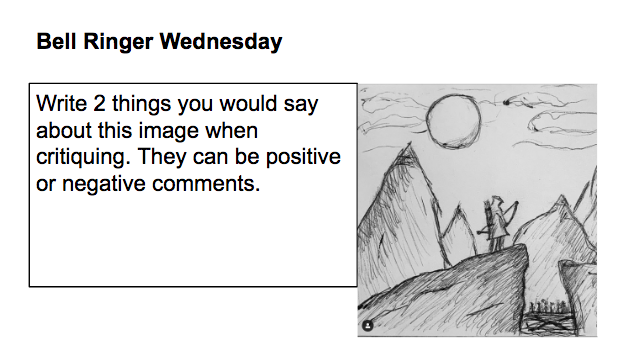 Bell Ringer Wednesday
Write 2 things you would say
about this image when
critiquing. They can be positive
or negative comments.